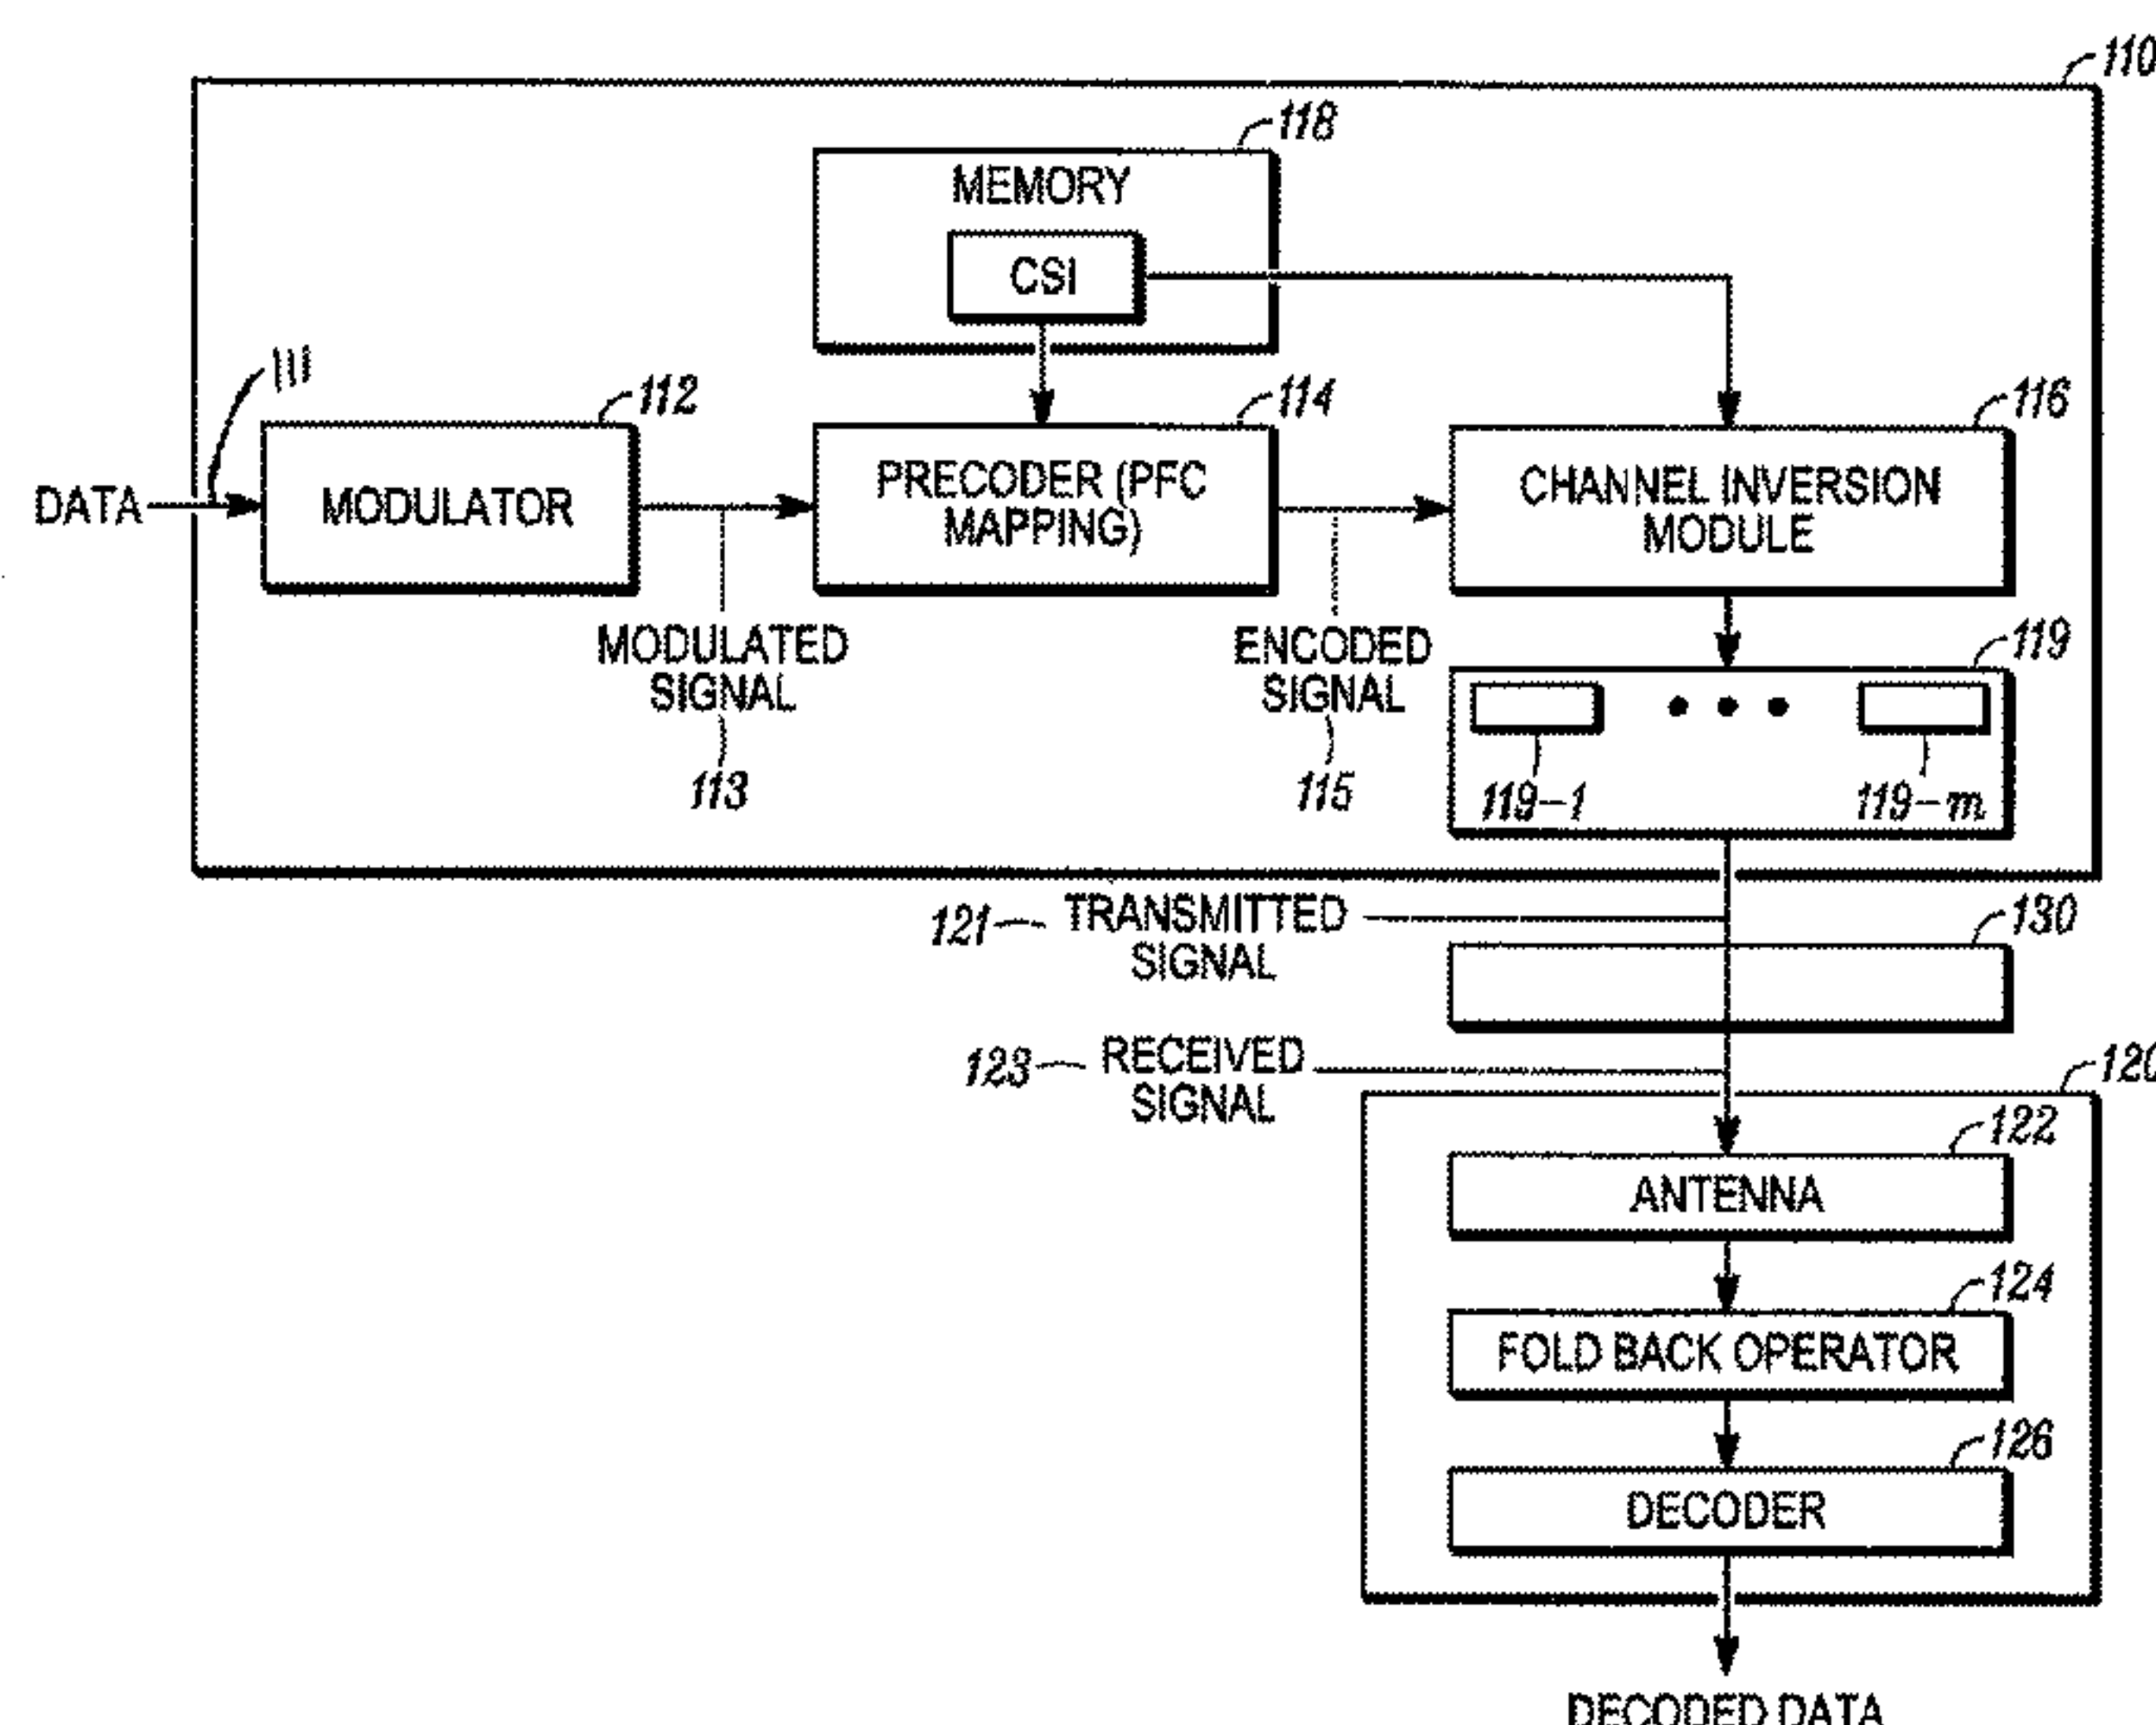 110
118
MEMORY
CSI
111
112
114
116
DATA
MODULATOR
PRECODER (PFC
MAPPING)
CHANNEL INVERSION
MODULE
MODULATED
SIGNAL
113
ENCODED
SIGNAL
115
119
119-1
119-m
121
TRANSMITTED
SIGNAL
130
123
RECEIVED
SIGNAL
120
122
ANTENNA
124
FOLD BACK OPERATOR
126
DECODER
DECODED DATA